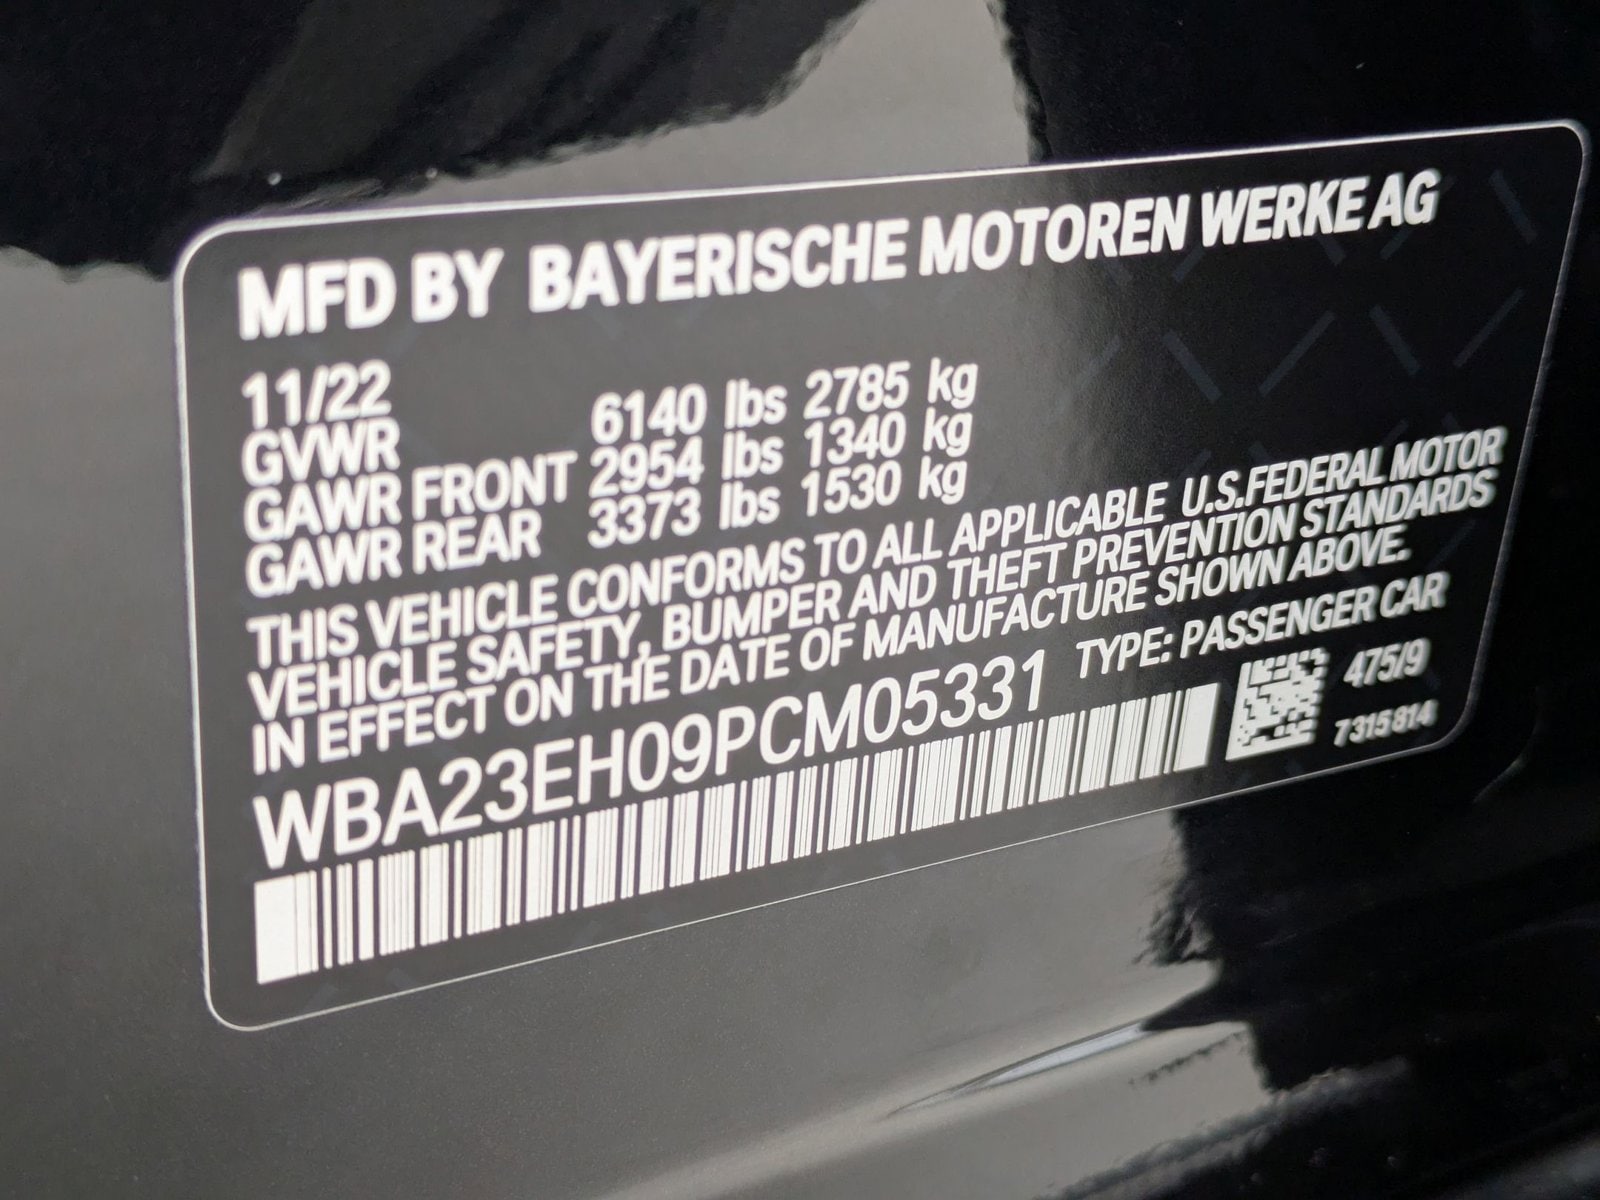 MFD BY BAYERISCHE MOTOREN WERKE AG
11/22
GVWR 6140 lbs 2785 kg
GAWR FRONT 2954 lbs 1340 kg
GAWR REAR 3373 lbs 1530 kg
THIS VEHICLE CONFORMS TO ALL APPLICABLE U.S.FEDERAL MOTOR
VEHICLE SAFETY, BUMPER AND THEFT PREVENTION STANDARDS
IN EFFECT ON THE DATE OF MANUFACTURE SHOWN ABOVE.
WBA23EH09PCM05331 TYPE: PASSENGER CAR
475/9
7315814